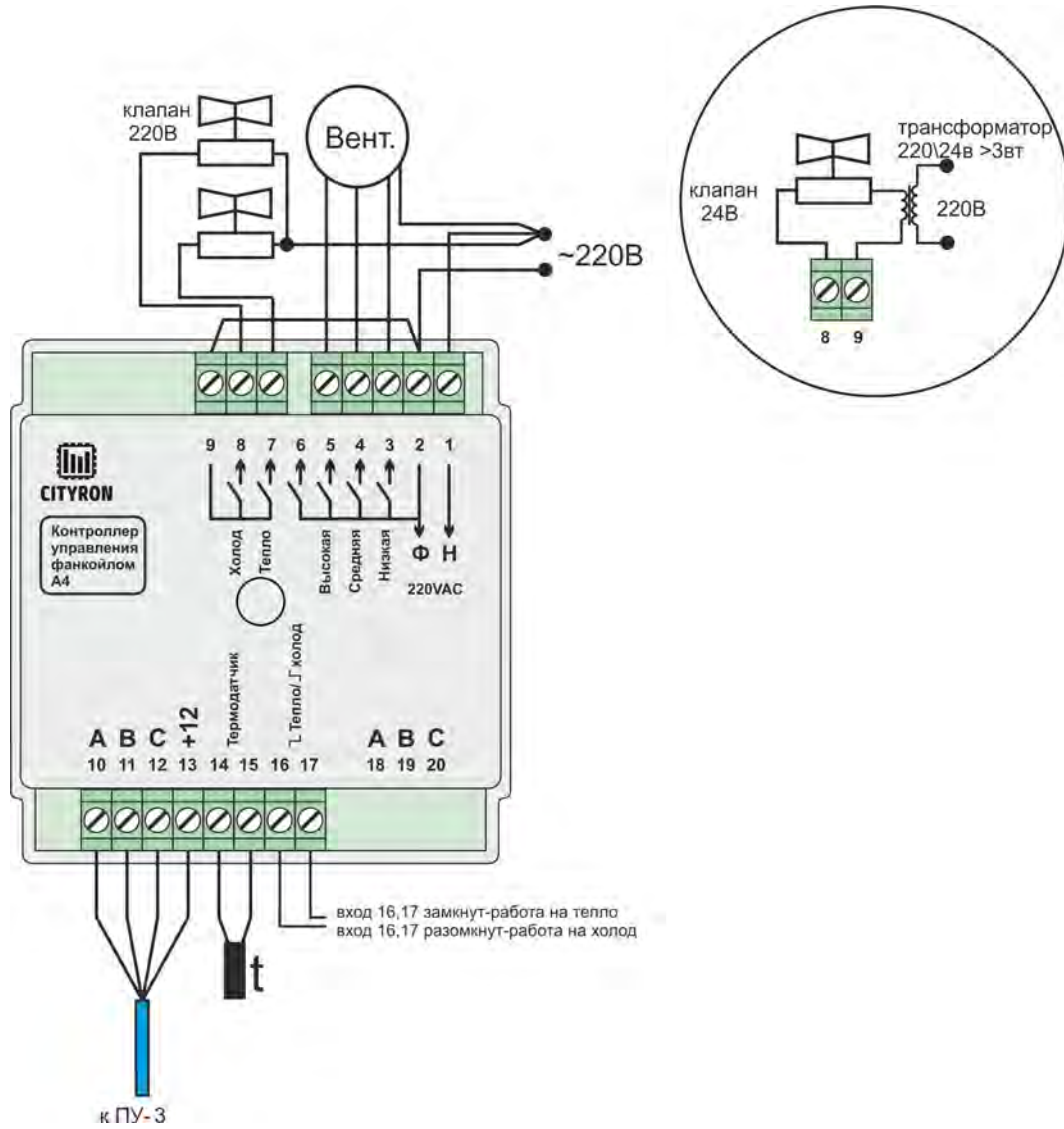 клапан
220В
Вент.
~220В
трансформатор
220\24в >3вт
клапан
24В
220В
8 9
9 8 7 6 5 4 3 2 1
CITYRON
Контроллер
управления
фанкойлом
А4
Холод
Тепло
Высокая
Средняя
Низкая
Ф Н
220VAC
Термодатчик
Тепло/ холод
A B C +12
10 11 12 13 14 15 16 17
A B C
18 19 20
вход 16,17 замкнут-работа на тепло
вход 16,17 разомкнут-работа на холод
t
к ПУ-3